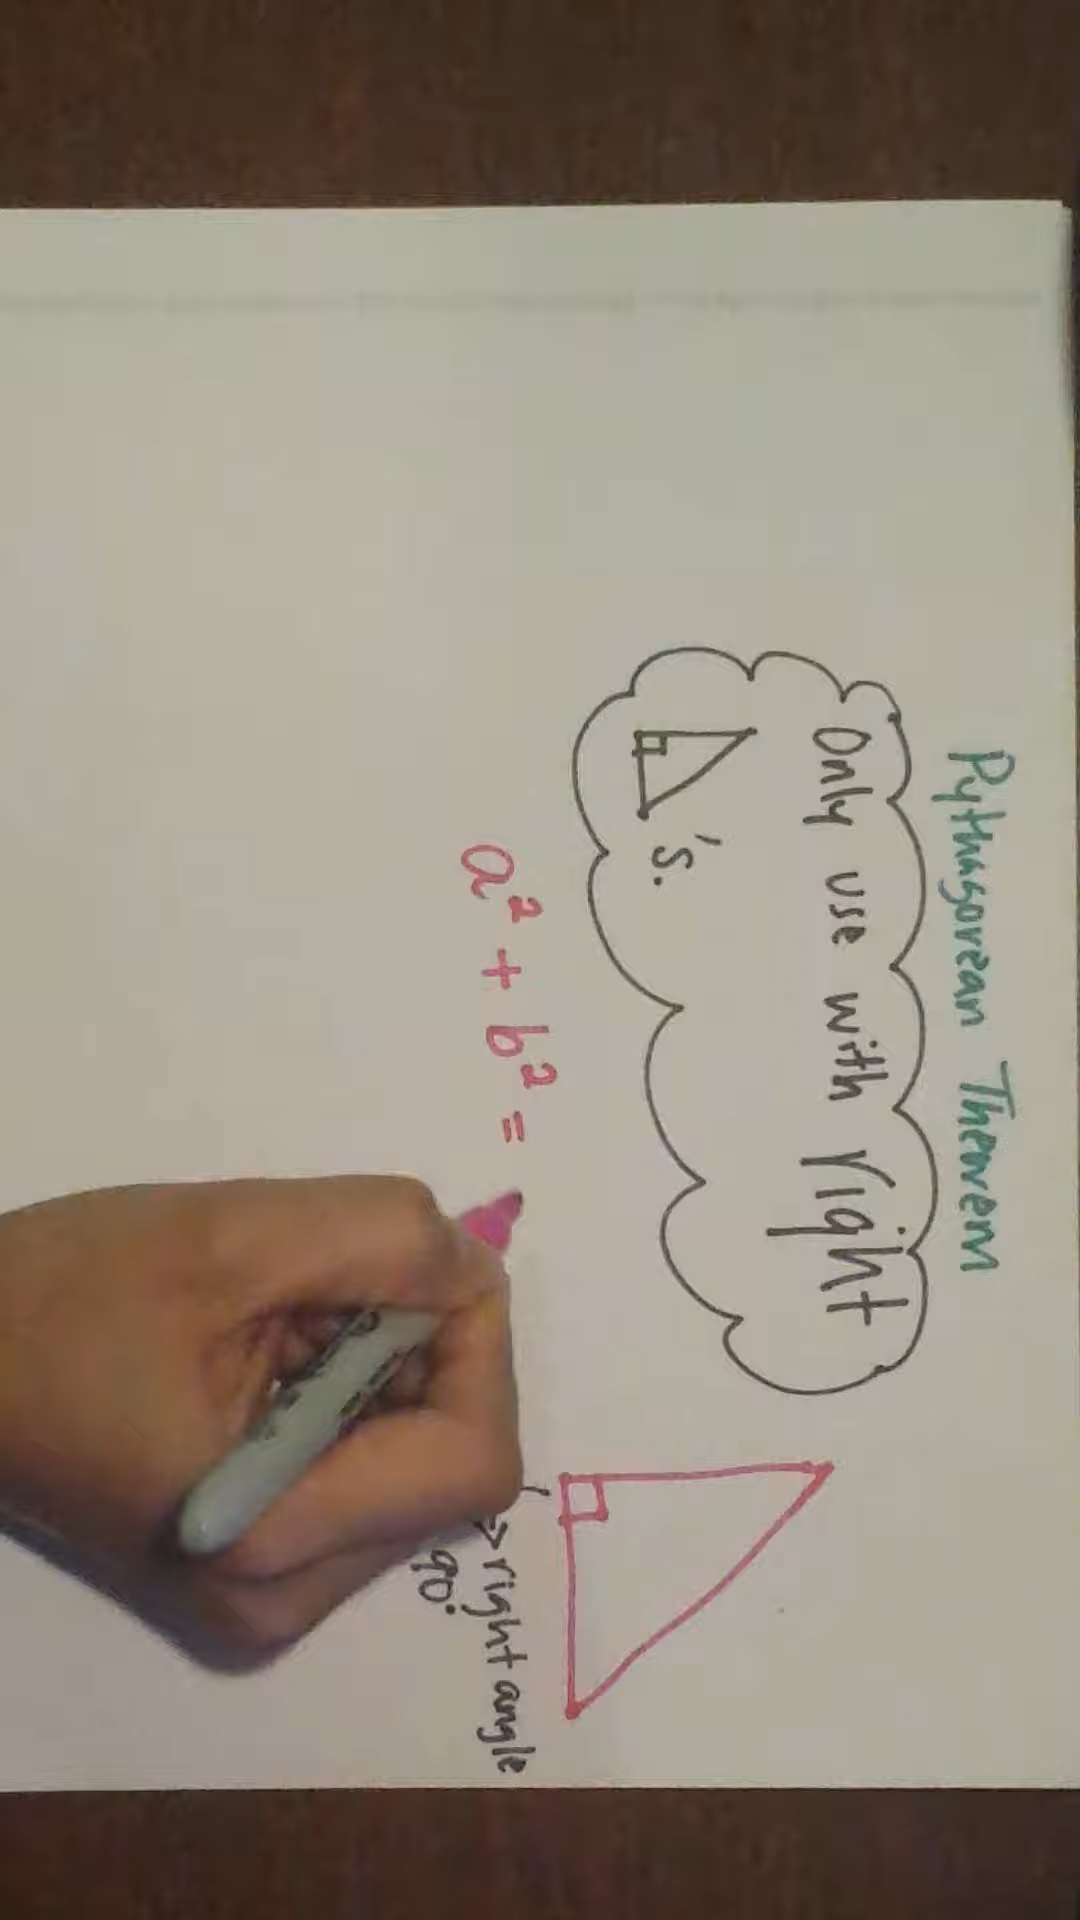 Pythagorean Theorem
Only use with right
's.
a² + b² =
right angle
90°